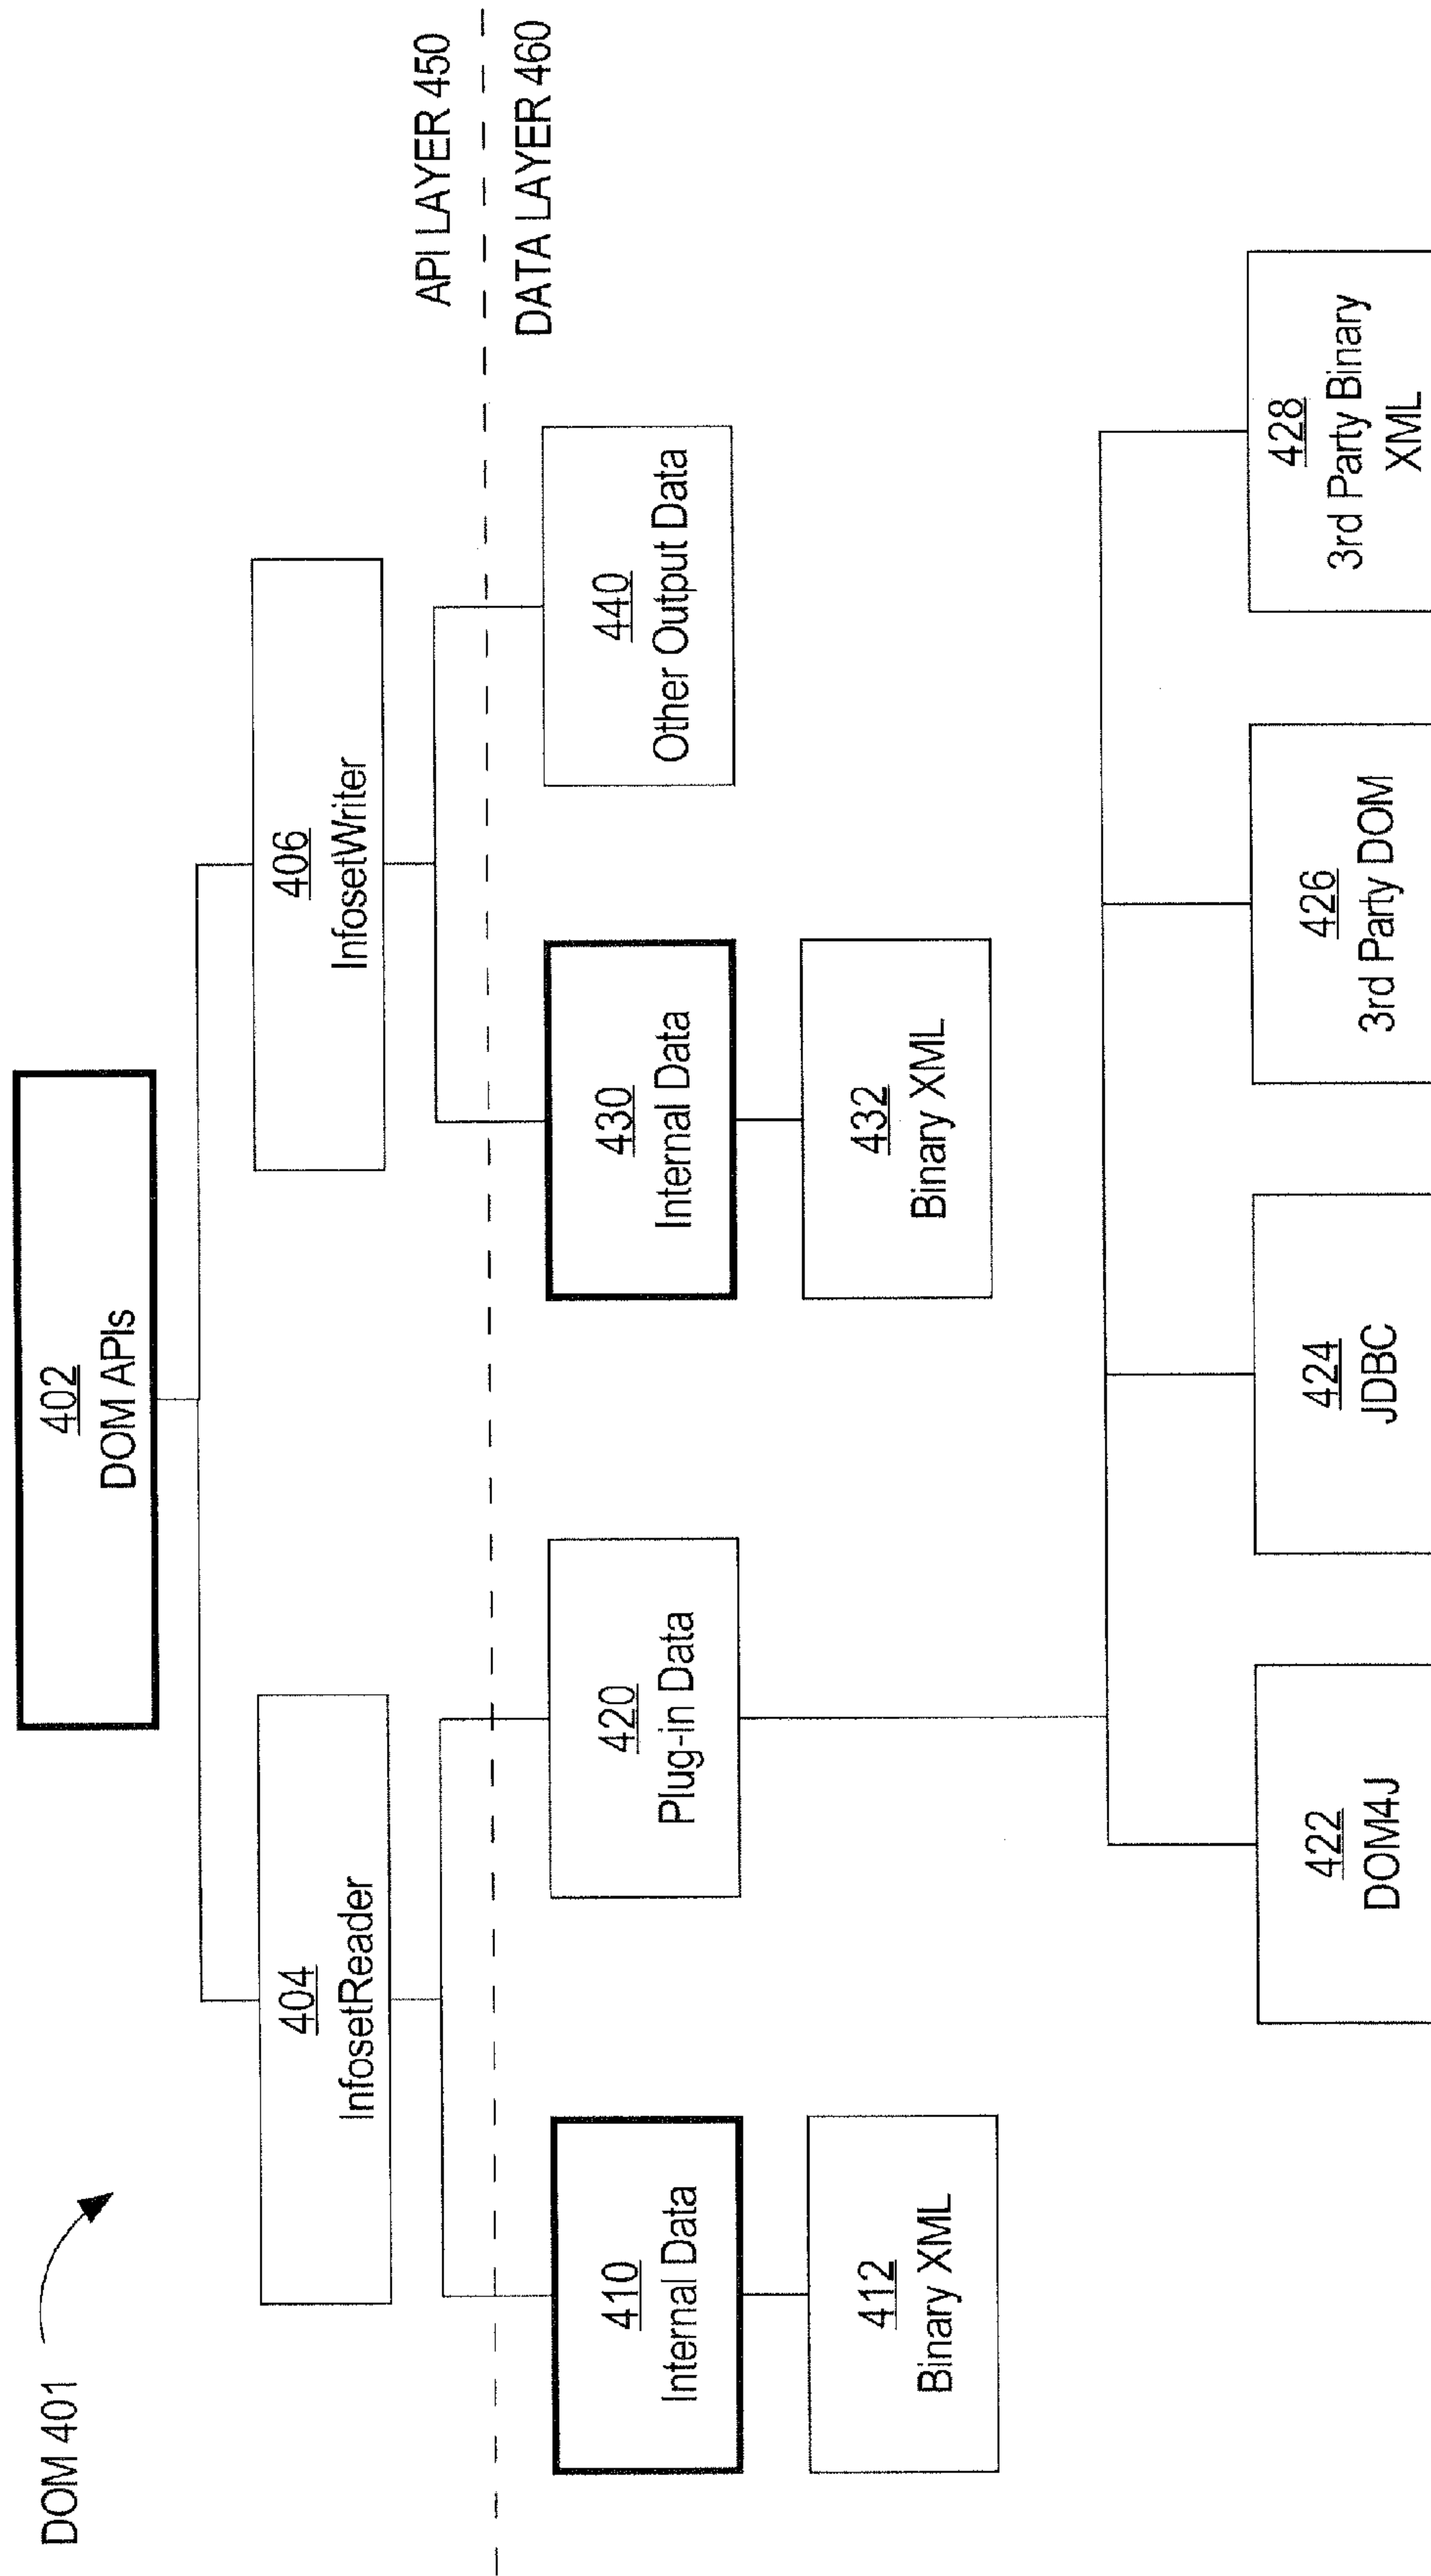 DOM 401
402
DOM APIs
404
InfosetReader
406
InfosetWriter
API LAYER 450
DATA LAYER 460
410
Internal Data
420
Plug-in Data
430
Internal Data
440
Other Output Data
412
Binary XML
432
Binary XML
422
DOM4J
424
JDBC
426
3rd Party DOM
428
3rd Party Binary
XML